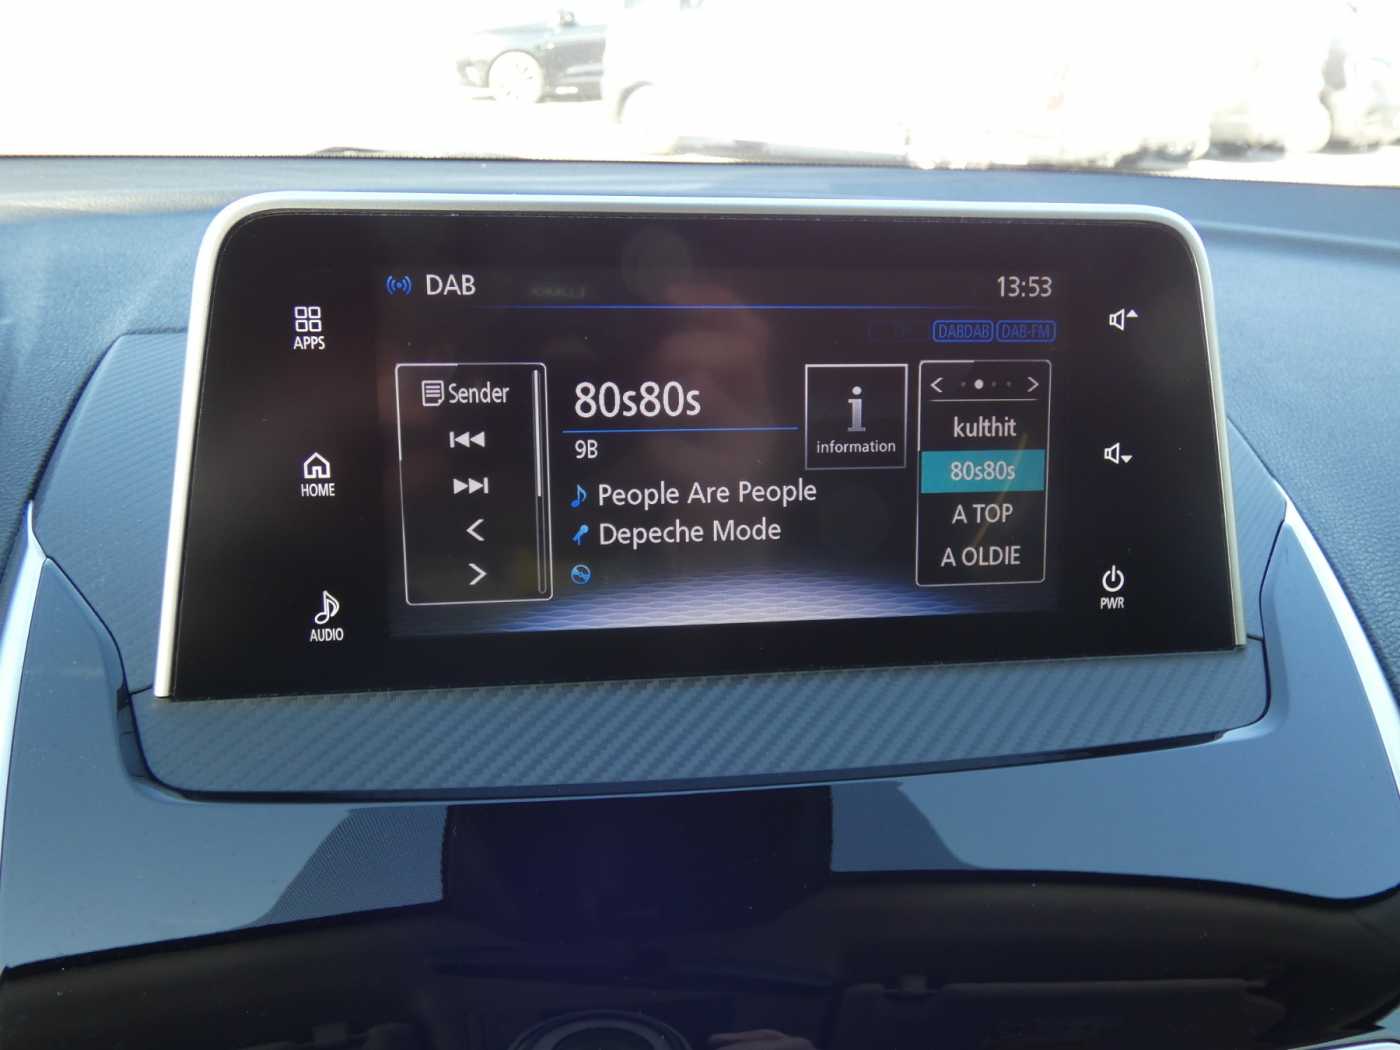 DAB
13:53
DABDAB DAB-FM
APPS
HOME
AUDIO
Sender
80s80s
9B
People Are People
Depeche Mode
information
kulthit
80s80s
A TOP
A OLDIE
PWR